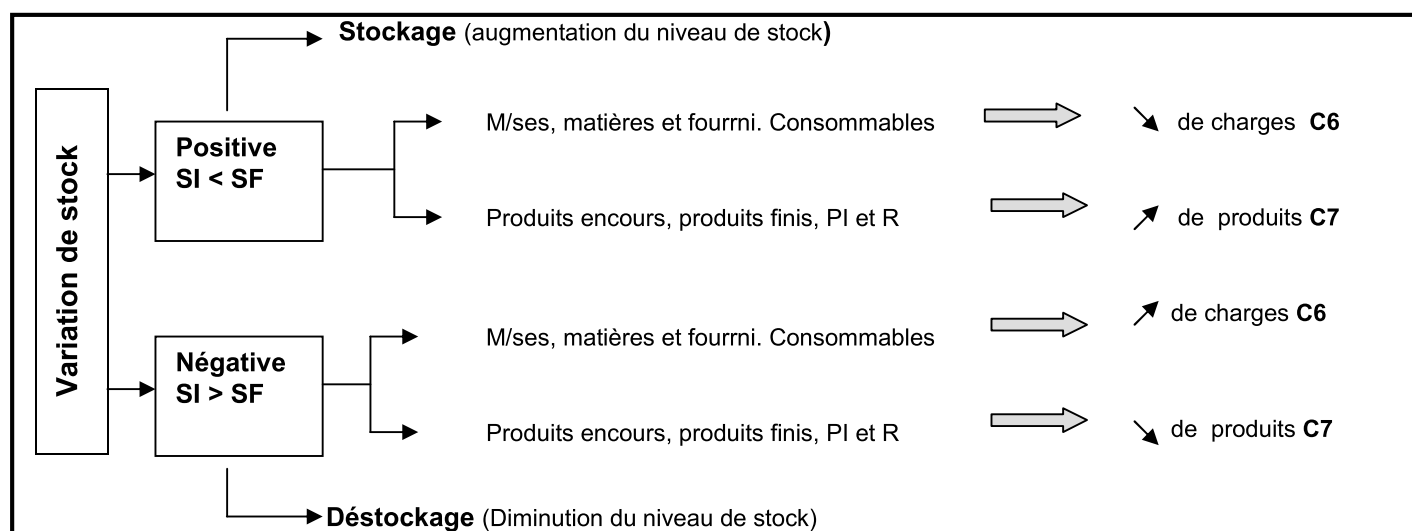 Stockage (augmentation du niveau de stock)
Variation de stock
Positive
SI < SF
M/ses, matières et fourrni. Consommables
de charges C6
Produits encours, produits finis, PI et R
de produits C7
Négative
SI > SF
M/ses, matières et fourrni. Consommables
de charges C6
Produits encours, produits finis, PI et R
de produits C7
Déstockage (Diminution du niveau de stock)